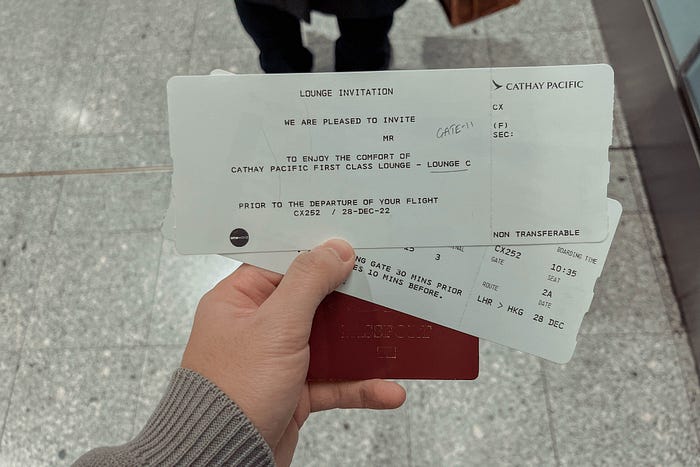 LOUNGE INVITATION
WE ARE PLEASED TO INVITE
MR
TO ENJOY THE COMFORT OF
CATHAY PACIFIC FIRST CLASS LOUNGE - LOUNGE C
PRIOR TO THE DEPARTURE OF YOUR FLIGHT
CX252 / 28-DEC-22
GATE-11
CATHAY PACIFIC
CX
(F)
SEC:
NON TRANSFERABLE
3
NG GATE 30 MINS PRIOR
ES 10 MINS BEFORE.
CX252
GATE
BOARDING TIME
10:35
SEAT
2A
ROUTE
LHR > HKG
DATE
28 DEC